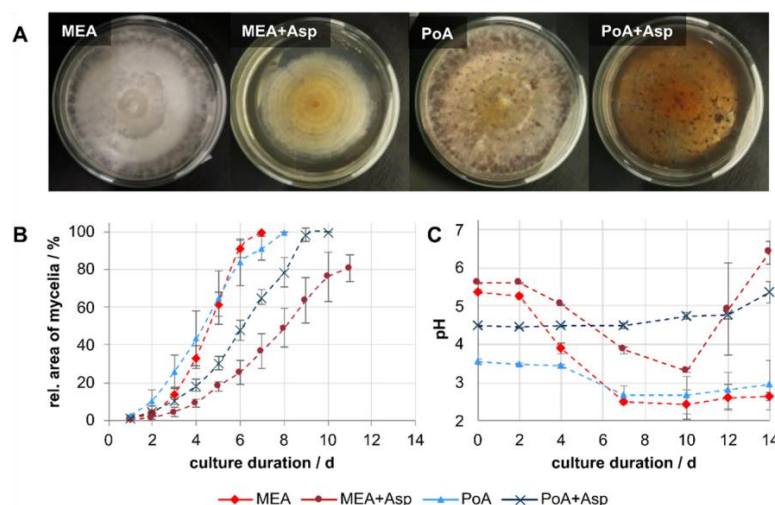 A
MEA
MEA+Asp
PoA
PoA+Asp
B
100
80
60
40
20
0
rel. area of mycelia / %
0 2 4 6 8 10 12 14
culture duration / d
C
7
6
5
4
3
2
pH
0 2 4 6 8 10 12 14
culture duration / d
MEA MEA+Asp PoA PoA+Asp